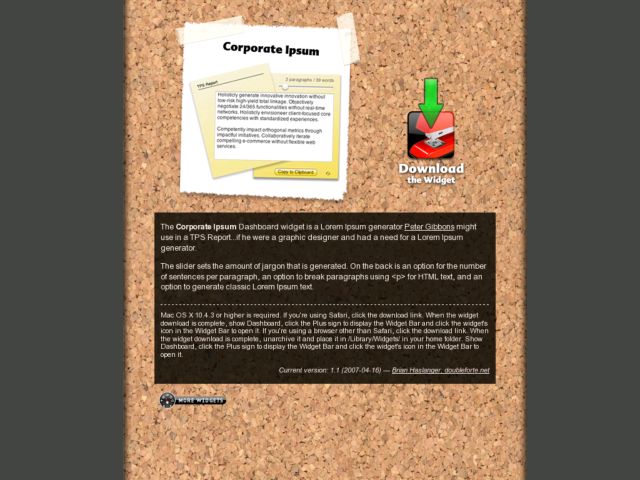 Corporate Ipsum
TPS Report
2 paragraphs / 39 words
Holisticly generate innovative innovation without
low-risk high-yield total linkage. Objectively
negotiate 24/365 functionalities without real-time
networks. Holisticly envisioneer client-focused core
competencies with standardized experiences.
Competently impact orthogonal metrics through
impactful initiatives. Collaboratively iterate
compelling e-commerce without flexible web
services.
Copy to Clipboard
Download
the Widget
The Corporate Ipsum Dashboard widget is a Lorem Ipsum generator Peter Gibbons might
use in a TPS Report...if he were a graphic designer and had a need for a Lorem Ipsum
generator.
The slider sets the amount of jargon that is generated. On the back is an option for the number
of sentences per paragraph, an option to break paragraphs using <p> for HTML text, and an
option to generate classic Lorem Ipsum text.
Mac OS X 10.4.3 or higher is required. If you're using Safari, click the download link. When the widget
download is complete, show Dashboard, click the Plus sign to display the Widget Bar and click the widget's
icon in the Widget Bar to open it. If you're using a browser other than Safari, click the download link. When
the widget download is complete, unarchive it and place it in /Library/Widgets/ in your home folder. Show
Dashboard, click the Plus sign to display the Widget Bar and click the widget's icon in the Widget Bar to
open it.
Current version: 1.1 (2007-04-16) — Brian Haslanger, doubleforte.net
MORE WIDGETS